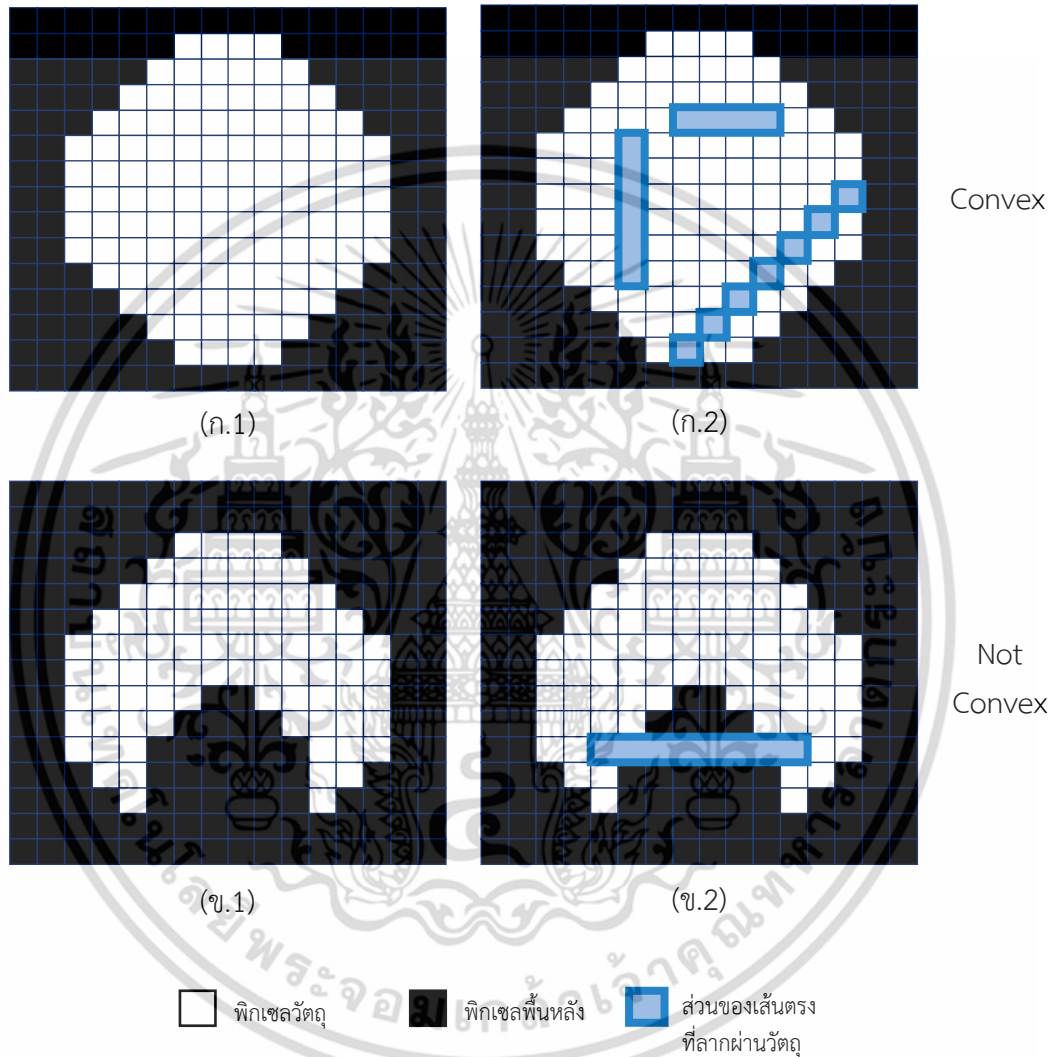 Convex
(ก.1)
(ก.2)
Not
Convex
(ข.1)
(ข.2)
พิกเซลวัตถุ
พิกเซลพื้นหลัง
ส่วนของเส้นตรง
ที่ลากผ่านวัตถุ